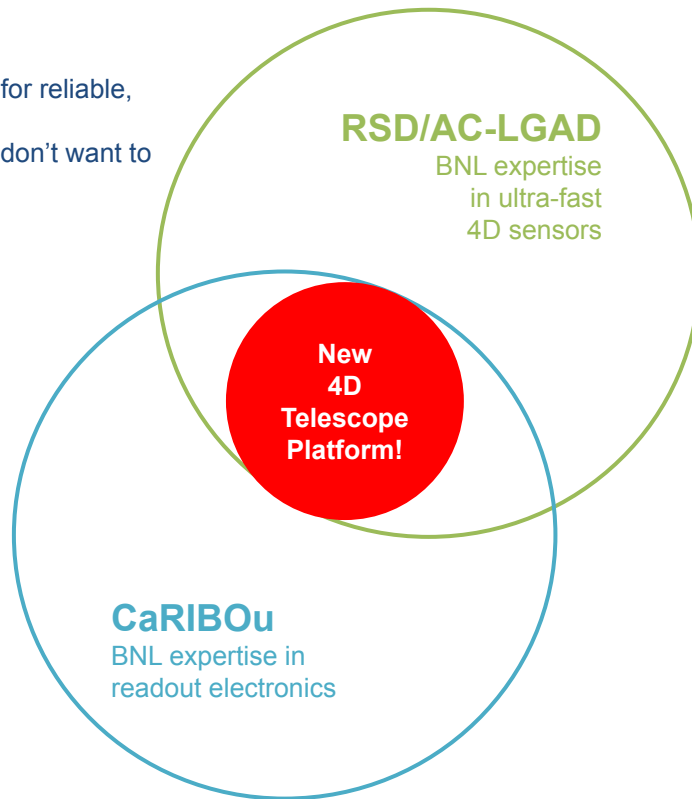 for reliable,
don’t want to
RSD/AC-LGAD
BNL expertise
in ultra-fast
4D sensors
New
4D
Telescope
Platform!
CaRIBOu
BNL expertise in
readout electronics